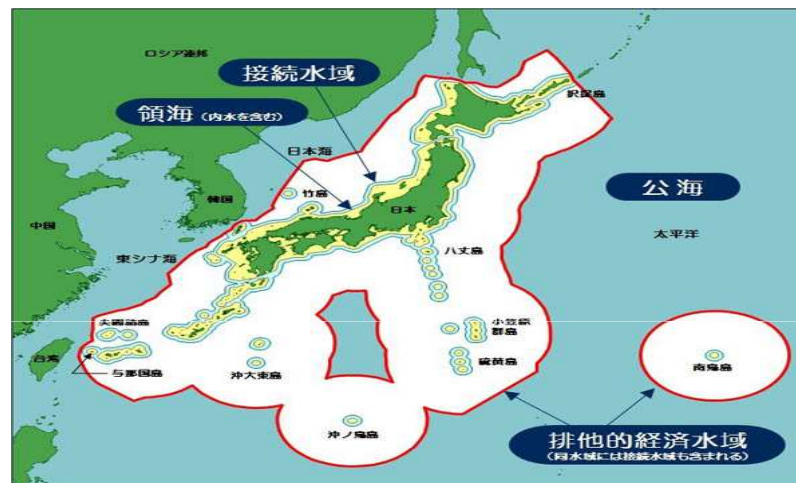 ロシア連邦
接続水域
択捉島
領海 (内水を含む)
日本海
竹島
公海
韓国
日本
中国
太平洋
八丈島
東シナ海
尖閣諸島
小笠原
群島
台湾
与那国島
沖大東島
硫黄島
南鳥島
沖ノ鳥島
排他的経済水域
(同水域には接続水域も含まれる)